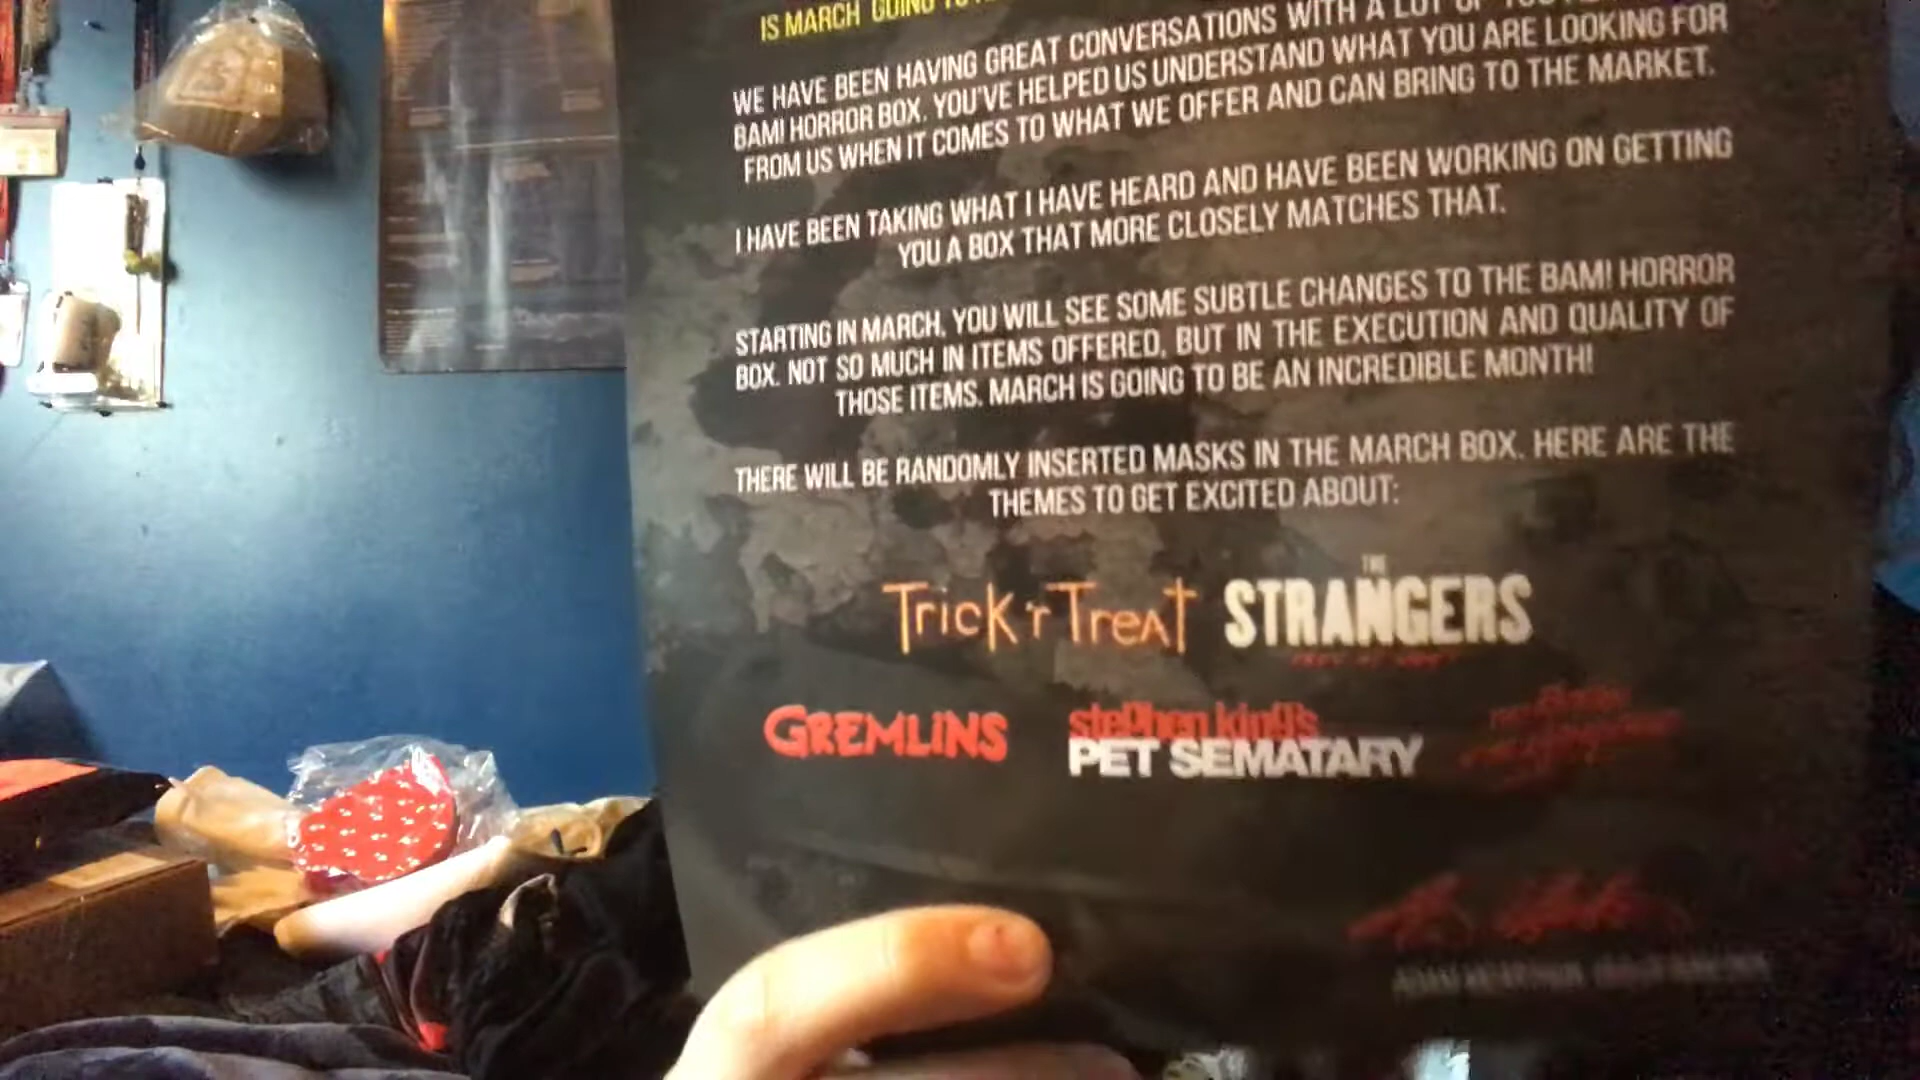 IS MARCH GOING TO
WE HAVE BEEN HAVING GREAT CONVERSATIONS WITH A LOT OF
BAM! HORROR BOX. YOU'VE HELPED US UNDERSTAND WHAT YOU ARE LOOKING FOR
FROM US WHEN IT COMES TO WHAT WE OFFER AND CAN BRING TO THE MARKET.
I HAVE BEEN TAKING WHAT I HAVE HEARD AND HAVE BEEN WORKING ON GETTING
YOU A BOX THAT MORE CLOSELY MATCHES THAT.
STARTING IN MARCH, YOU WILL SEE SOME SUBTLE CHANGES TO THE BAM! HORROR
BOX. NOT SO MUCH IN ITEMS OFFERED, BUT IN THE EXECUTION AND QUALITY OF
THOSE ITEMS. MARCH IS GOING TO BE AN INCREDIBLE MONTH!
THERE WILL BE RANDOMLY INSERTED MASKS IN THE MARCH BOX. HERE ARE THE
THEMES TO GET EXCITED ABOUT:
Trick 'r Treat THE STRANGERS
GREMLINS stephen king's PET SEMATARY